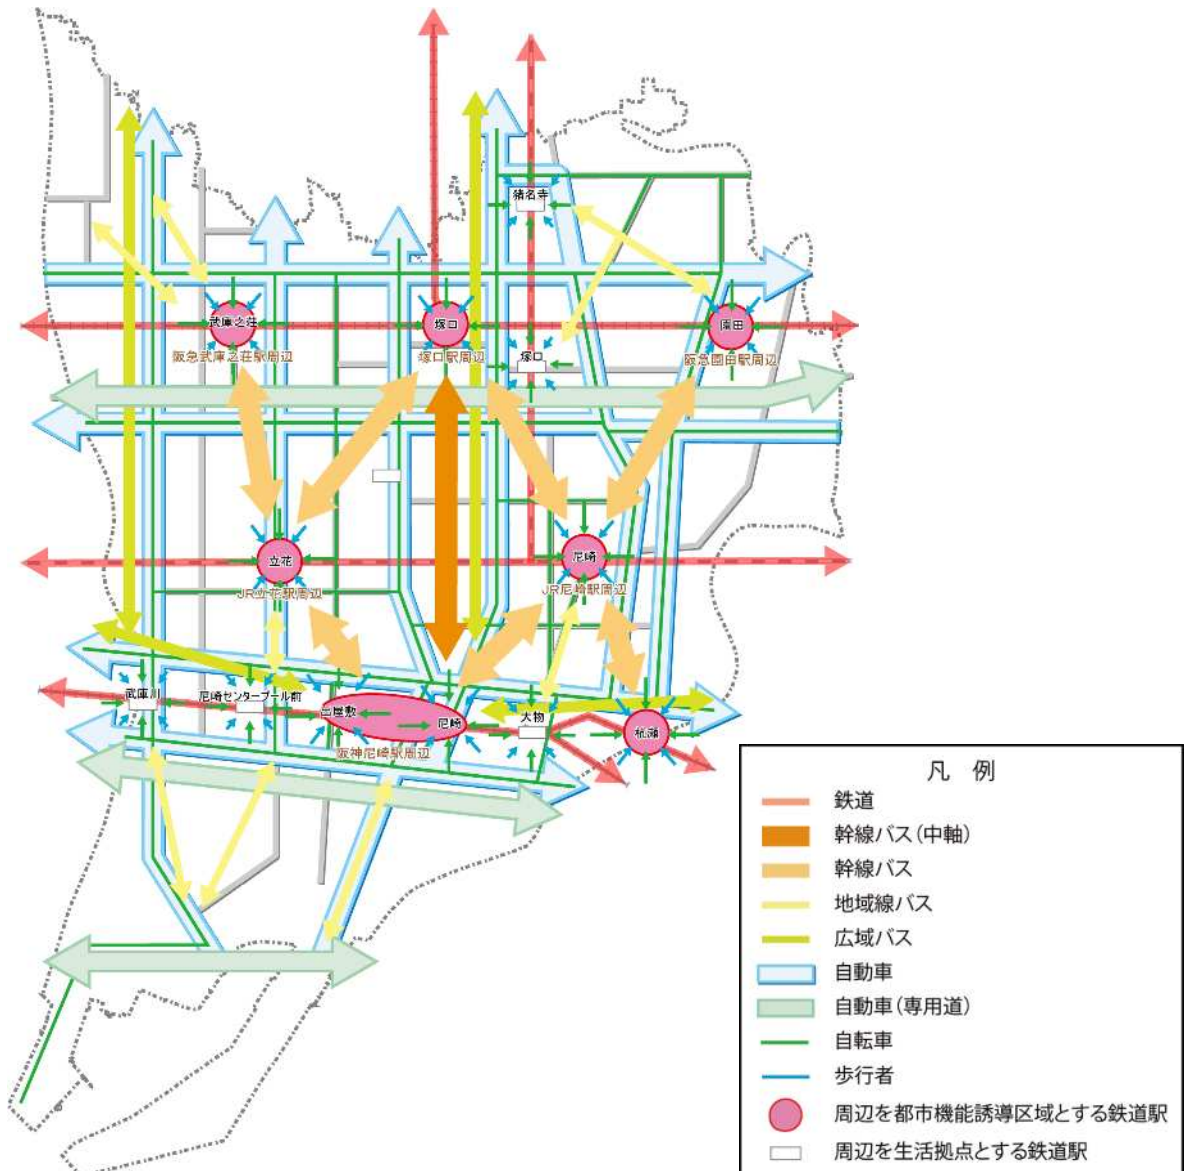 猪名寺
武庫之荘
塚口
園田
阪急武庫之荘駅周辺
塚口駅周辺
塚口
阪急園田駅周辺
立花
尼崎
JR立花駅周辺
JR尼崎駅周辺
武庫川
尼崎センタープール前
出屋敷
尼崎
大物
杭瀬
阪神尼崎駅周辺
凡 例
鉄道
幹線バス(中軸)
幹線バス
地域線バス
広域バス
自動車
自動車(専用道)
自転車
歩行者
周辺を都市機能誘導区域とする鉄道駅
周辺を生活拠点とする鉄道駅